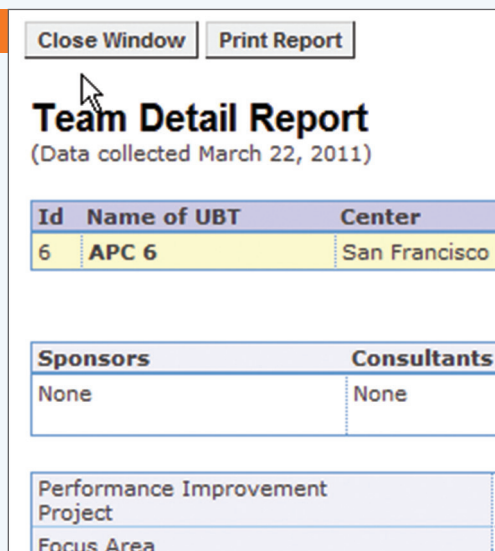 Close Window Print Report
Team Detail Report
(Data collected March 22, 2011)
Id Name of UBT Center
6 APC 6 San Francisco
Sponsors Consultants
None None
Performance Improvement
Project
Focus Area